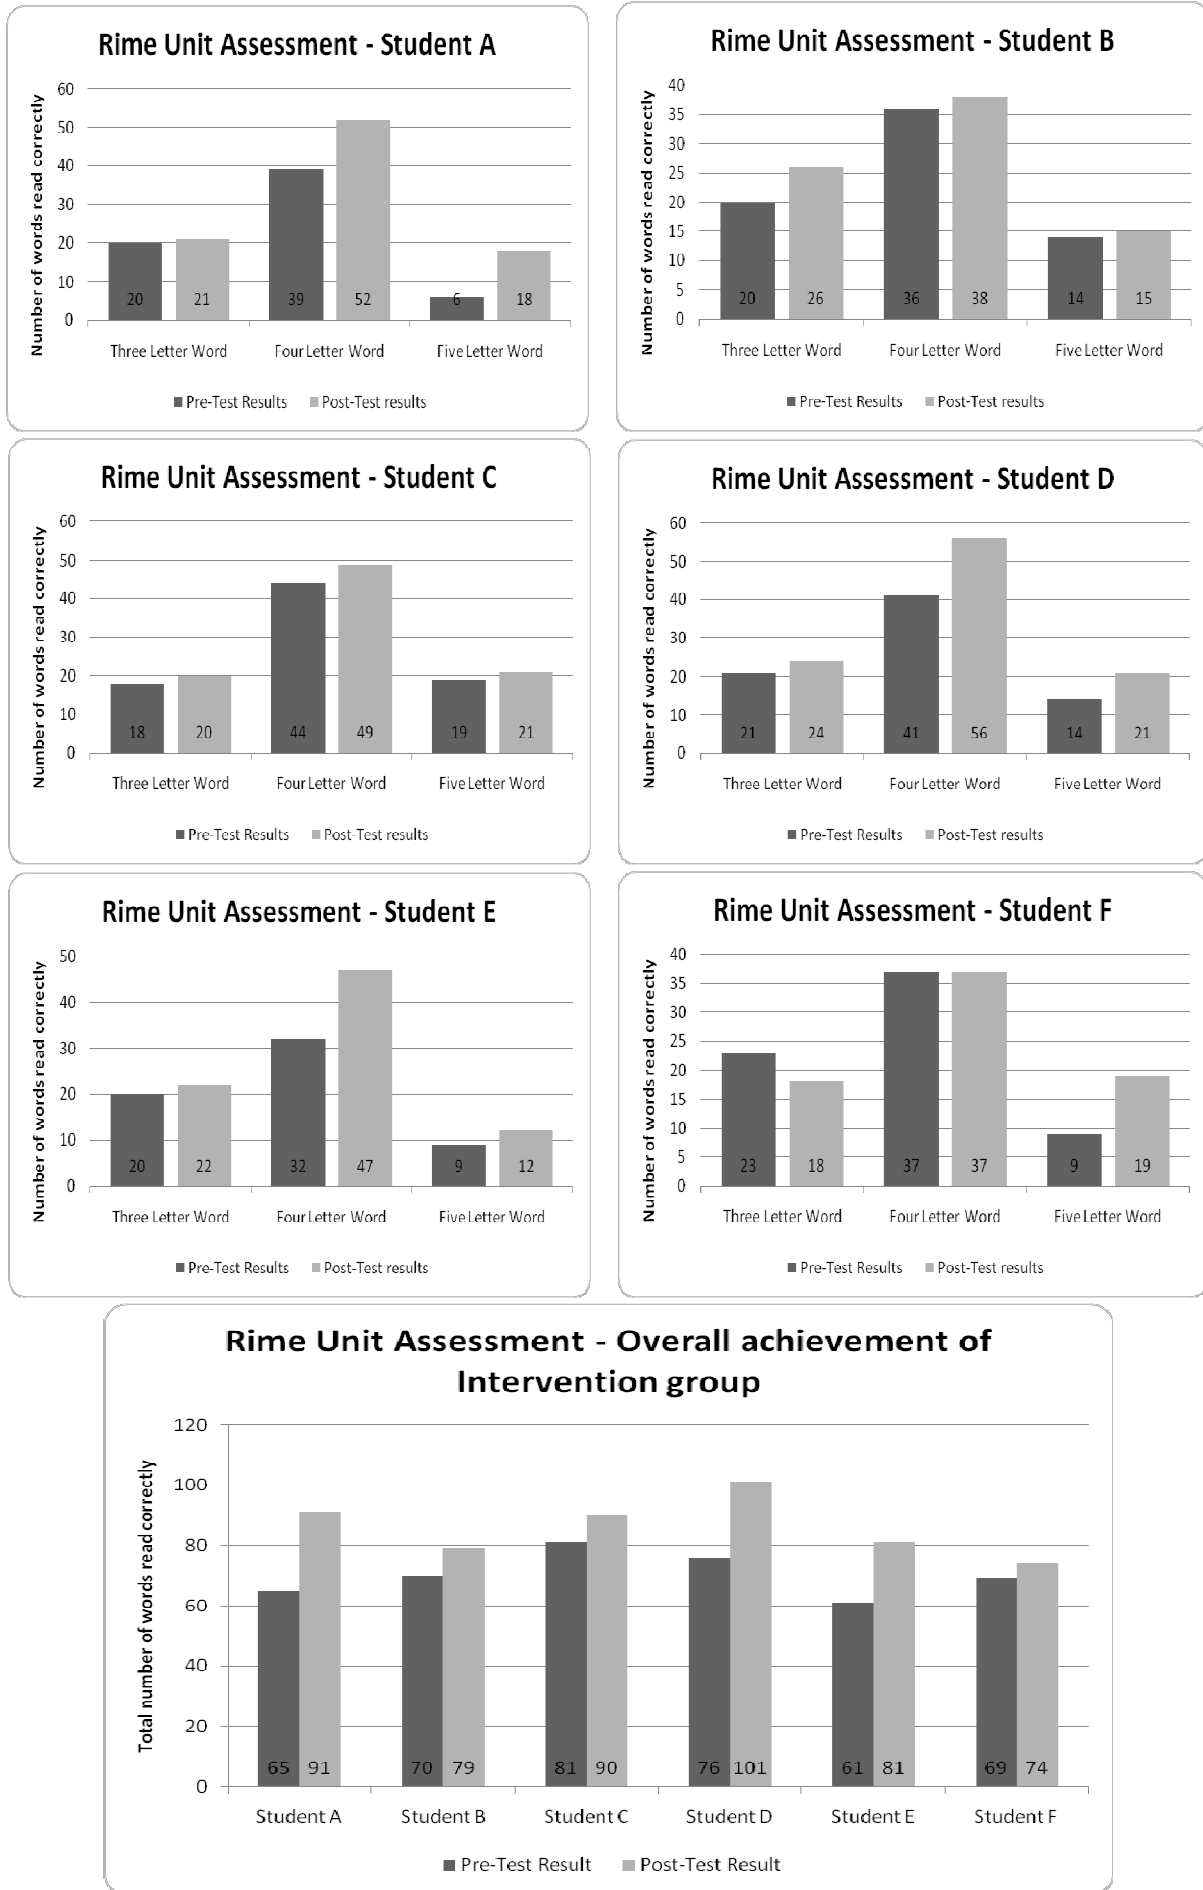 Rime Unit Assessment - Student A
Number of words read correctly
60
50
40
30
20
10
0
20
21
39
52
6
18
Three Letter Word
Four Letter Word
Five Letter Word
Pre-Test Results
Post-Test results
Rime Unit Assessment - Student B
Number of words read correctly
40
35
30
25
20
15
10
5
0
20
26
36
38
14
15
Three Letter Word
Four Letter Word
Five Letter Word
Pre-Test Results
Post-Test results
Rime Unit Assessment - Student C
Number of words read correctly
60
50
40
30
20
10
0
18
20
44
49
19
21
Three Letter Word
Four Letter Word
Five Letter Word
Pre-Test Results
Post-Test results
Rime Unit Assessment - Student D
Number of words read correctly
60
50
40
30
20
10
0
21
24
41
56
14
21
Three Letter Word
Four Letter Word
Five Letter Word
Pre-Test Results
Post-Test results
Rime Unit Assessment - Student E
Number of words read correctly
50
40
30
20
10
0
20
22
32
47
9
12
Three Letter Word
Four Letter Word
Five Letter Word
Pre-Test Results
Post-Test results
Rime Unit Assessment - Student F
Number of words read correctly
40
35
30
25
20
15
10
5
0
23
18
37
37
9
19
Three Letter Word
Four Letter Word
Five Letter Word
Pre-Test Results
Post-Test results
Rime Unit Assessment - Overall achievement of
Intervention group
Total number of words read correctly
120
100
80
60
40
20
0
65
91
70
79
81
90
76
101
61
81
69
74
Student A
Student B
Student C
Student D
Student E
Student F
Pre-Test Result
Post-Test Result